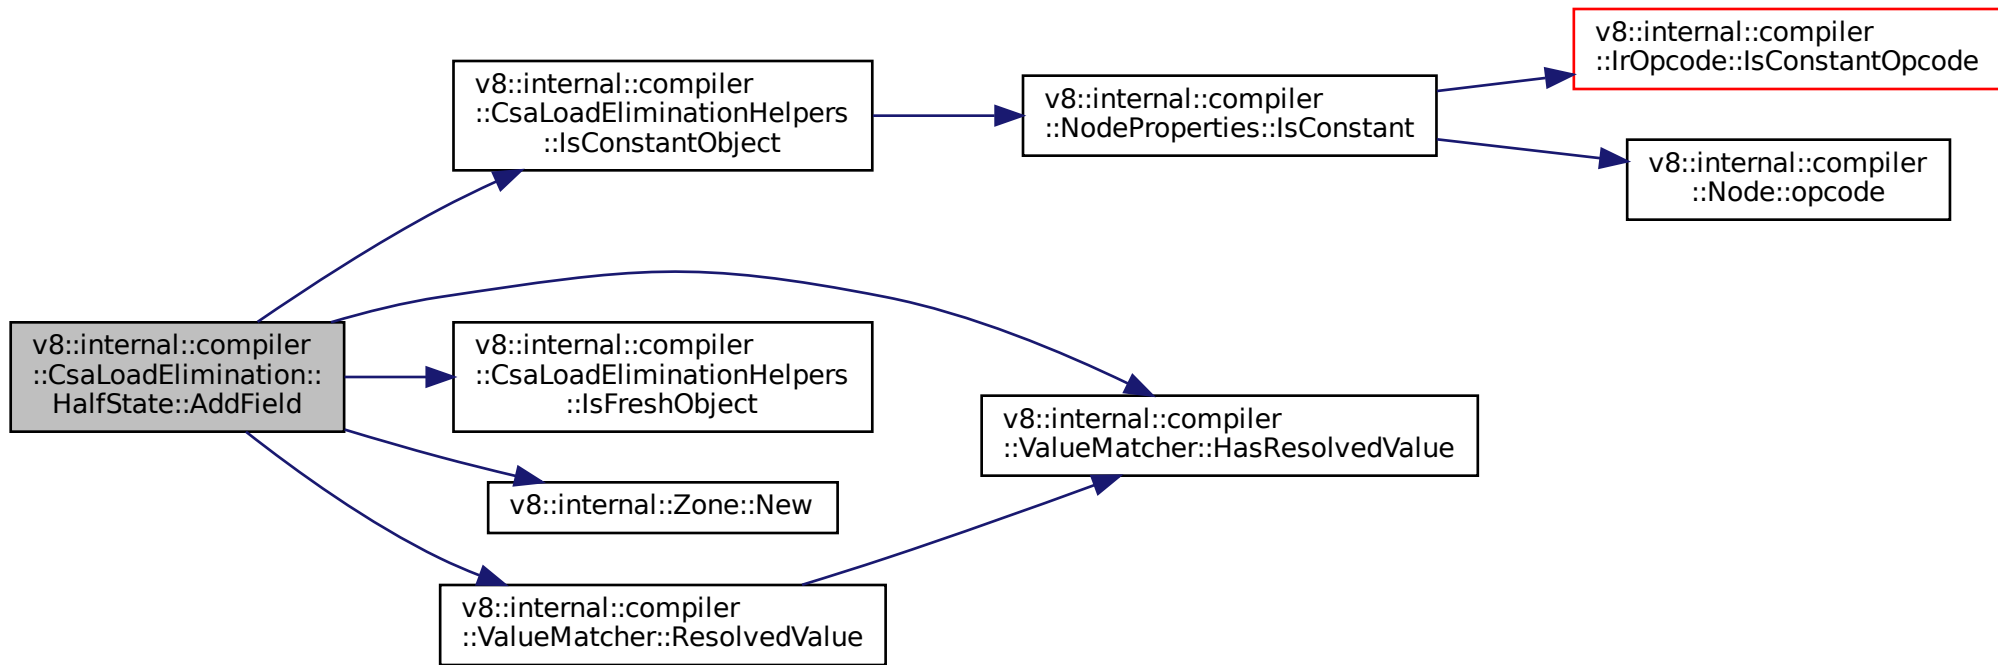 v8::internal::compiler
::IrOpcode::IsConstantOpcode
v8::internal::compiler
::CsaLoadEliminationHelpers
::IsConstantObject
v8::internal::compiler
::NodeProperties::IsConstant
v8::internal::compiler
::Node::opcode
v8::internal::compiler
::CsaLoadElimination::
HalfState::AddField
v8::internal::compiler
::CsaLoadEliminationHelpers
::IsFreshObject
v8::internal::compiler
::ValueMatcher::HasResolvedValue
v8::internal::Zone::New
v8::internal::compiler
::ValueMatcher::ResolvedValue